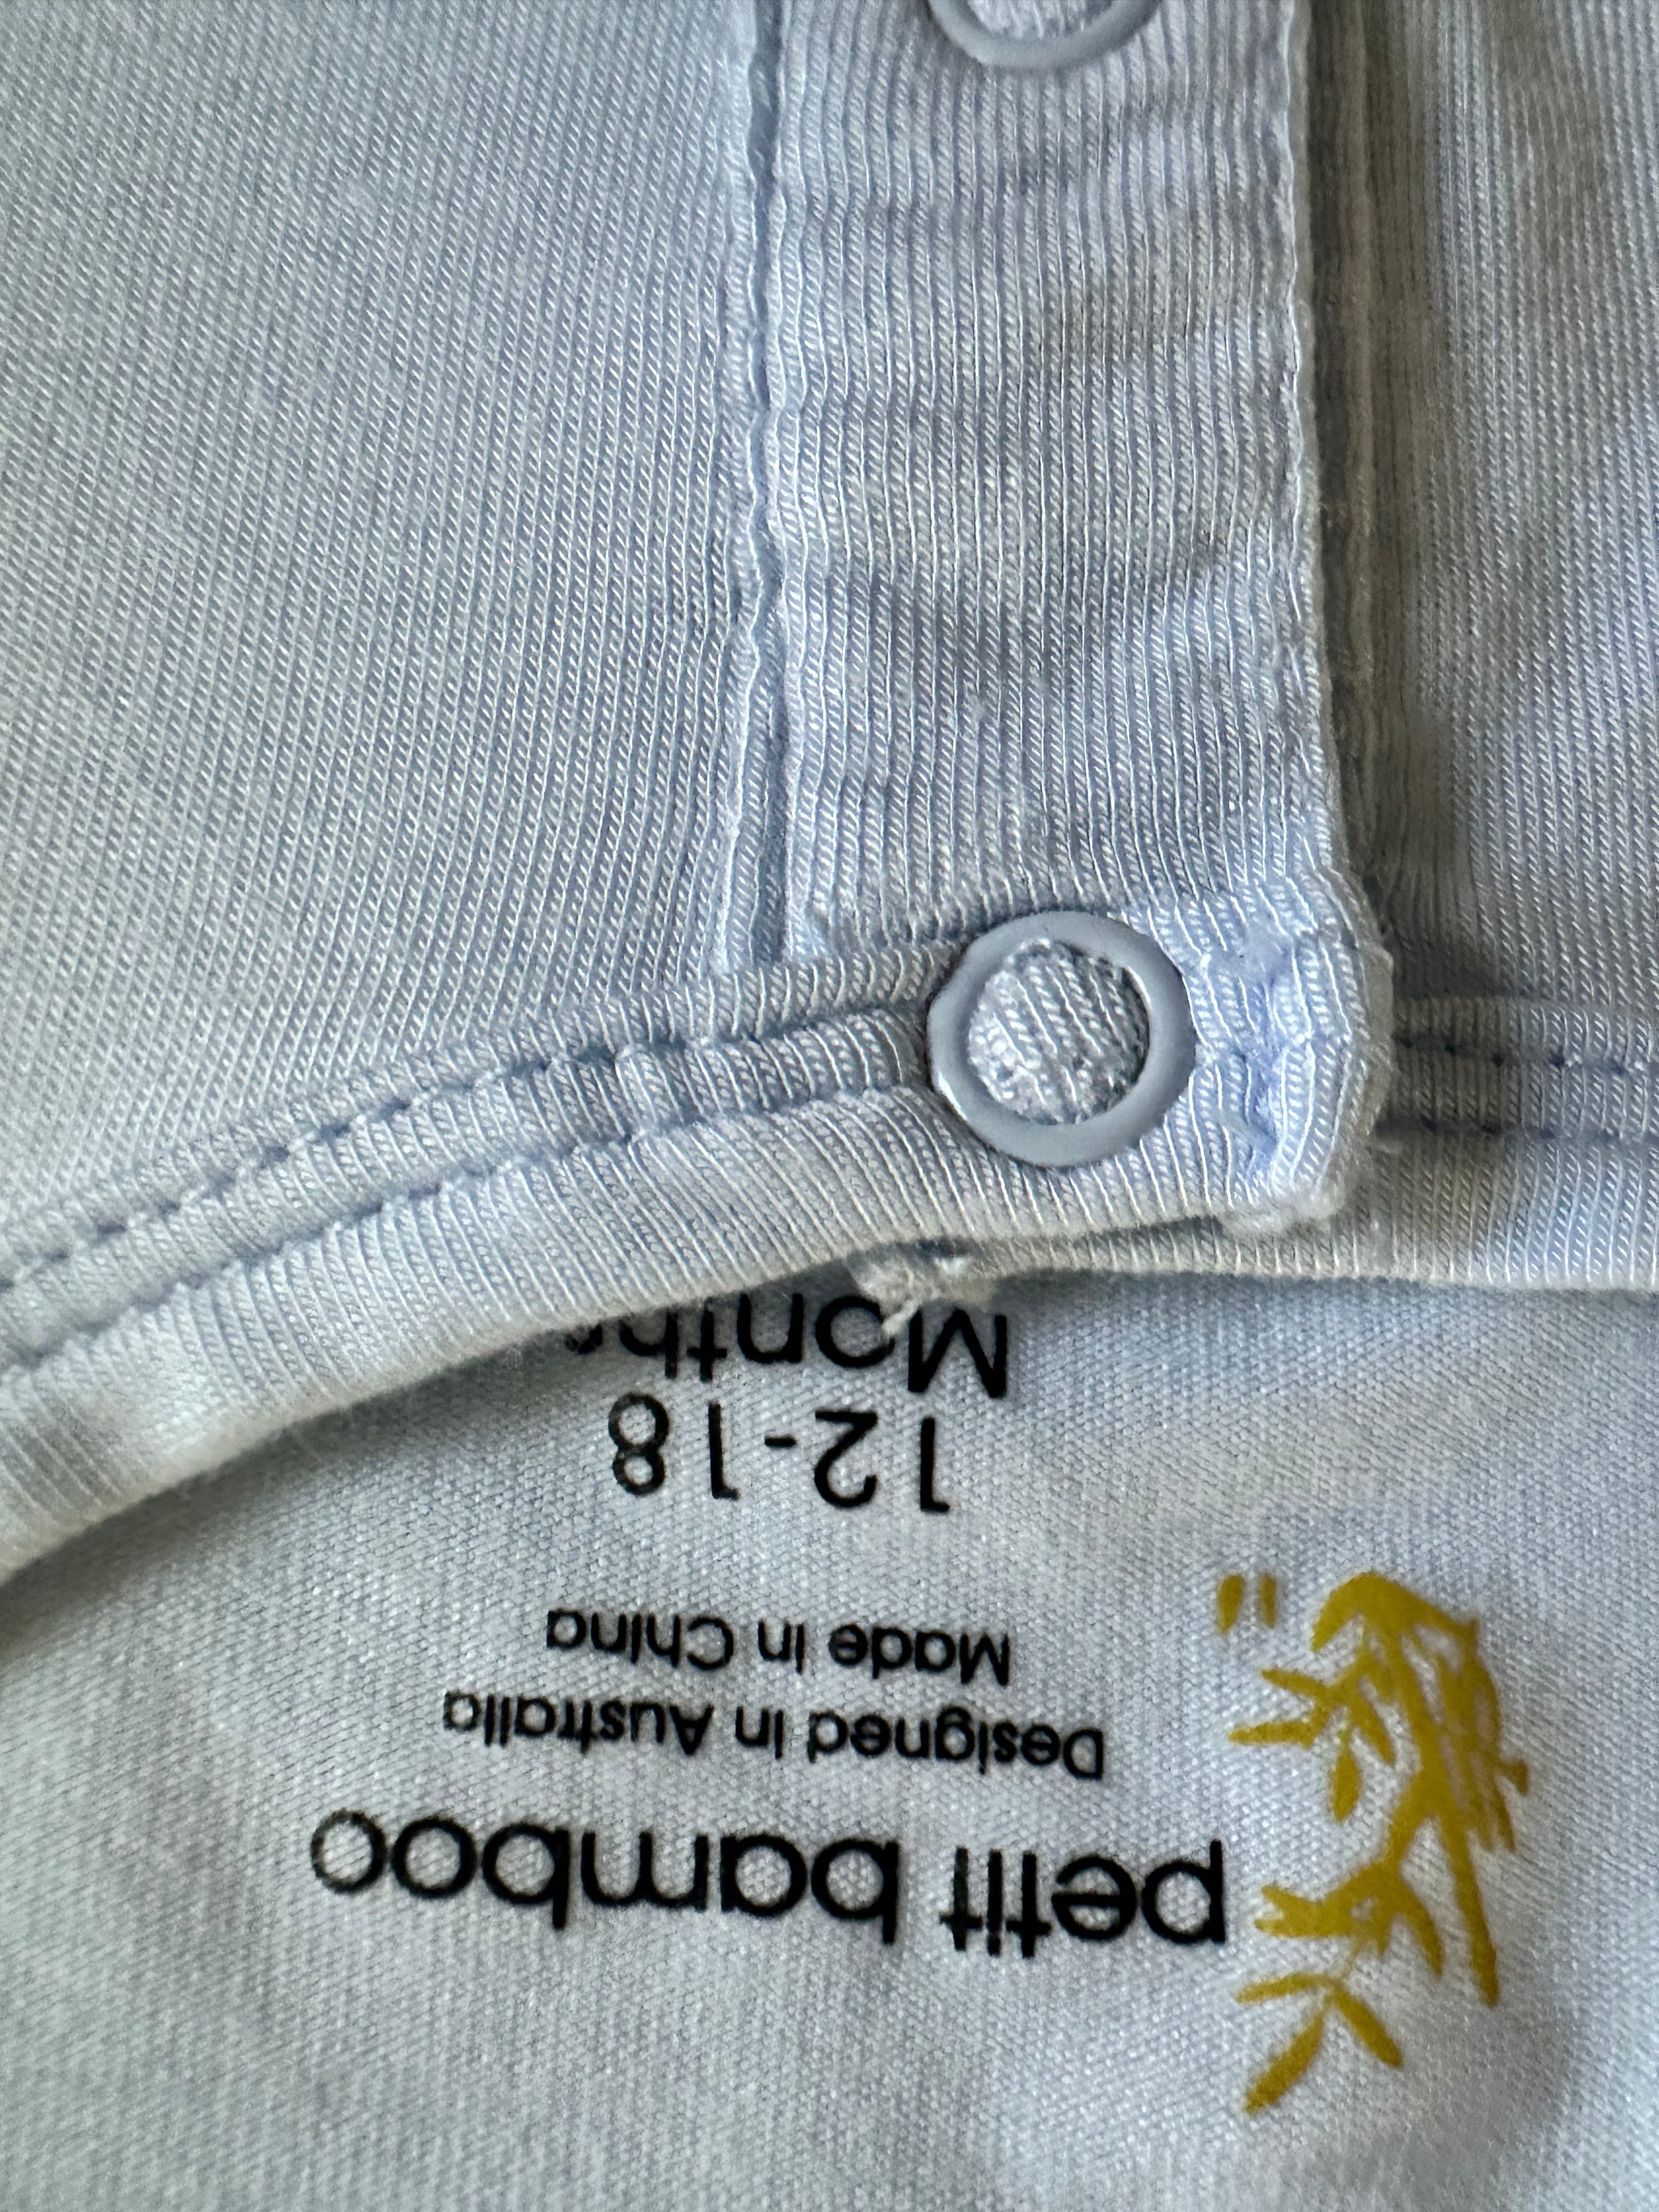 petit bamboo
Designed in Australia
Made in China
12-18
Months